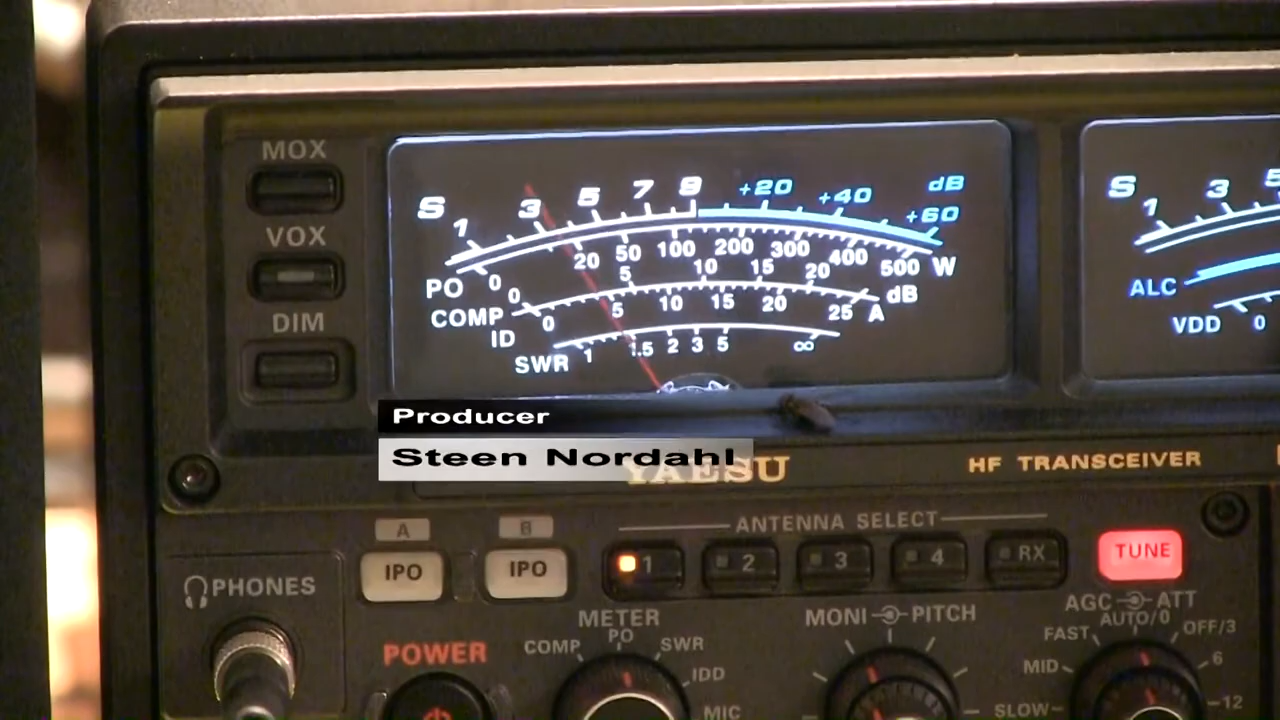 MOX
VOX
DIM
S 1 3 5 7 9 +20 +40 +60 dB
PO 0 20 50 100 200 300 400 500 W
COMP 0 5 10 15 20 dB
ID 0 5 10 15 20 25 A
SWR 1 1.5 2 3 5 ∞
S 1 3 5
ALC
VDD 0
Producer
Steen Nordahl
YAESU
HF TRANSCEIVER
A B
IPO IPO
ANTENNA SELECT
1 2 3 4 RX
TUNE
PHONES
POWER
METER
COMP PO SWR IDD MIC
MONI PITCH
AGC ATT
SLOW MID FAST AUTO/0 OFF/3 6 12